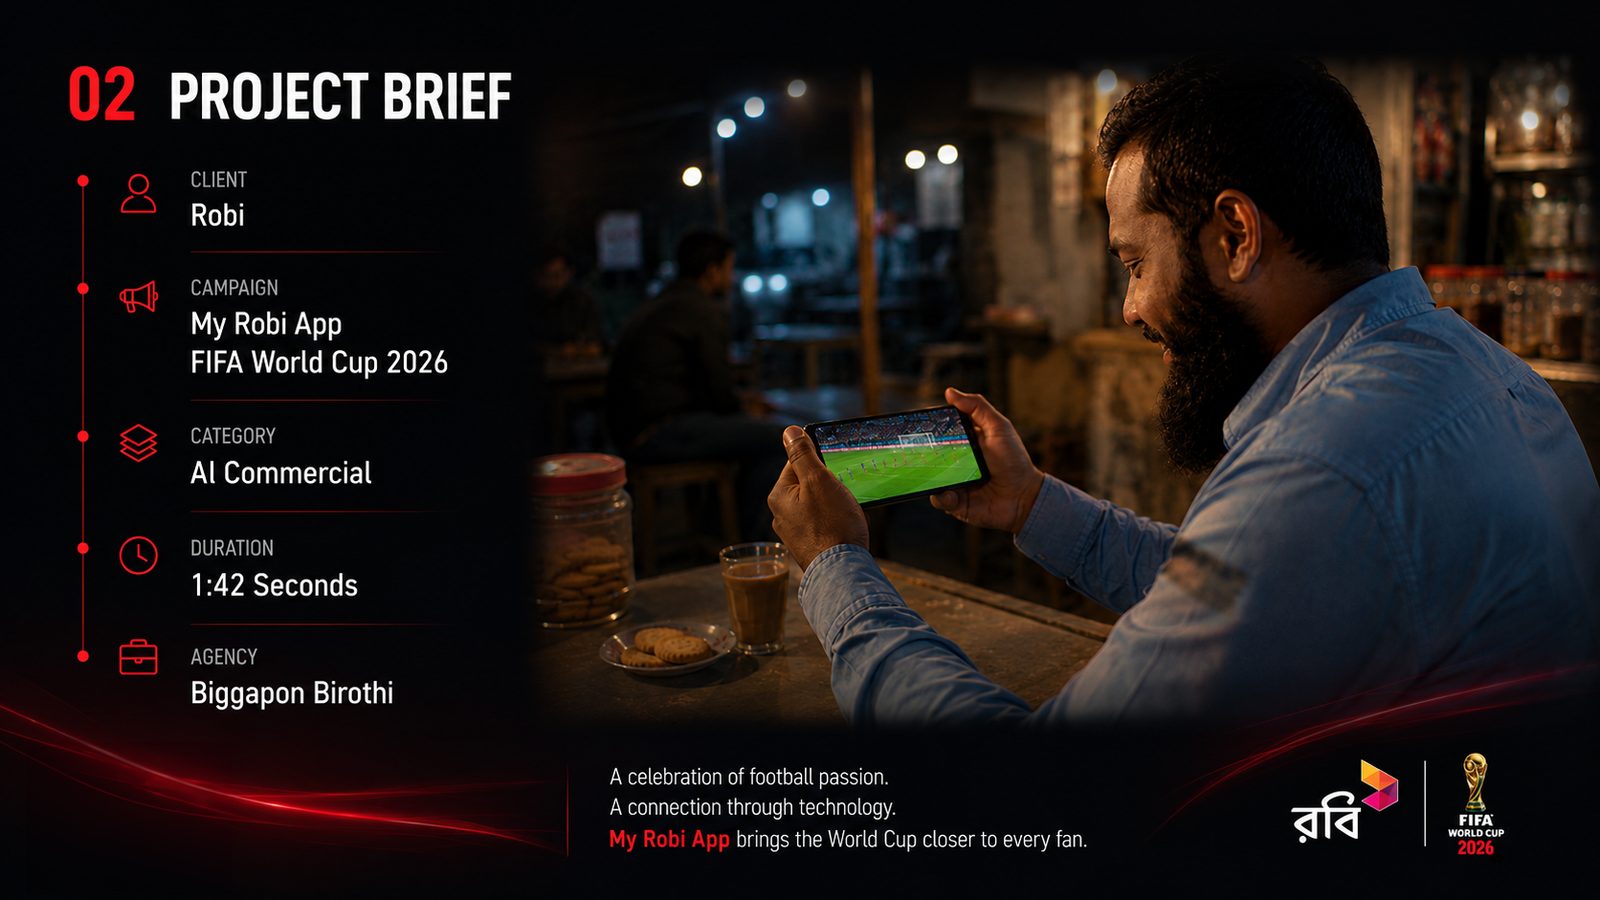 02 PROJECT BRIEF
CLIENT
Robi
CAMPAIGN
My Robi App
FIFA World Cup 2026
CATEGORY
AI Commercial
DURATION
1:42 Seconds
AGENCY
Biggapon Birothi
A celebration of football passion.
A connection through technology.
My Robi App brings the World Cup closer to every fan.
রবি
FIFA
WORLD CUP
2026